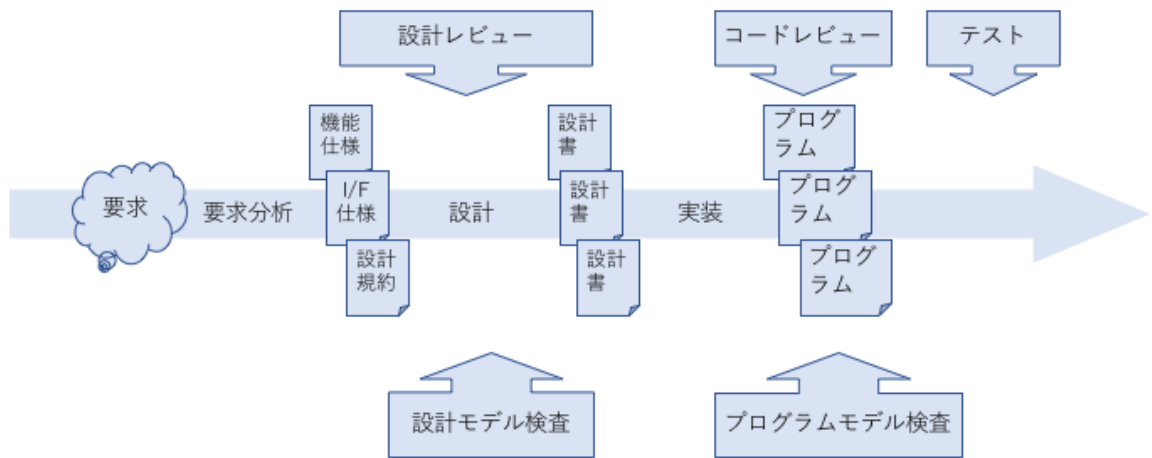 設計レビュー
コードレビュー
テスト
機能
仕様
I/F
仕様
設計
規約
設計
書
設計
書
設計
書
プログ
ラム
プログ
ラム
プログ
ラム
要求
要求分析
設計
実装
設計モデル検査
プログラムモデル検査